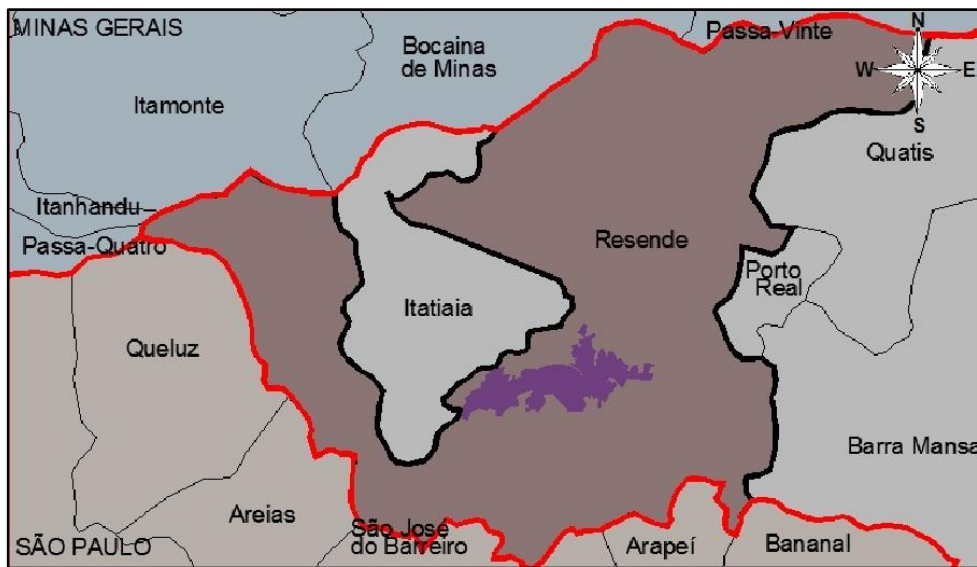 MINAS GERAIS
Passa-Vinte
N
Bocaina
de Minas
W
E
Itamonte
S
Quatis
Itanhandu
Passa-Quatro
Resende
Porto
Real
Itatiaia
Queluz
Barra Mansa
Areias
São José
do Barreiro
Arapeí
Bananal
SÃO PAULO